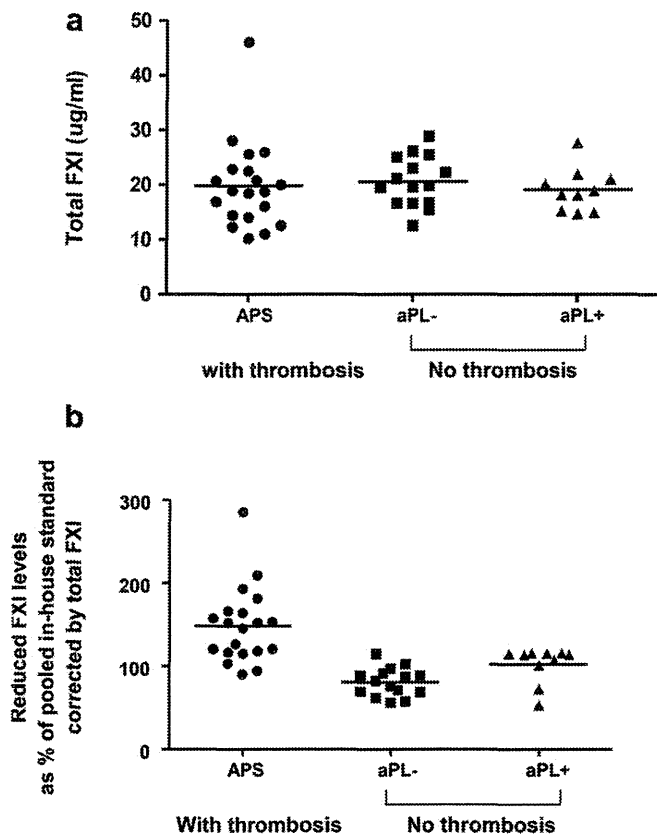 a
Total FXI (ug/ml)
50
40
30
20
10
0
APS
aPL-
aPL+
with thrombosis
No thrombosis
b
Reduced FXI levels
as % of pooled in-house standard
corrected by total FXI
300
200
100
0
APS
aPL-
aPL+
With thrombosis
No thrombosis